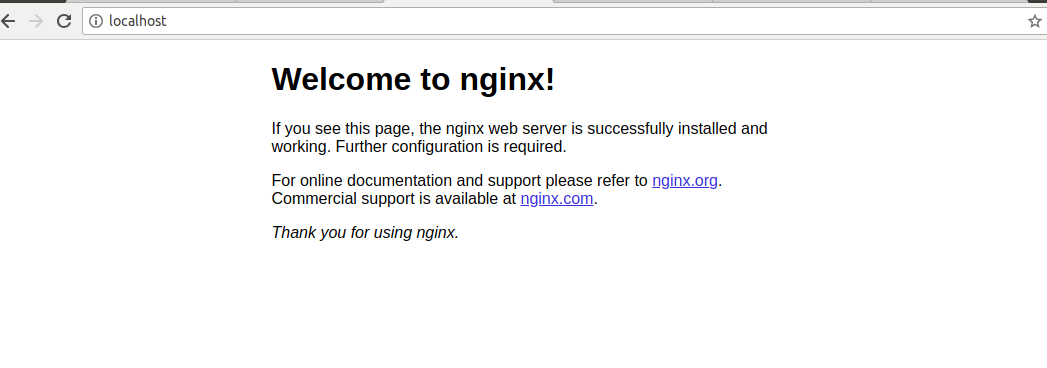 localhost
Welcome to nginx!
If you see this page, the nginx web server is successfully installed and
working. Further configuration is required.
For online documentation and support please refer to nginx.org.
Commercial support is available at nginx.com.
Thank you for using nginx.